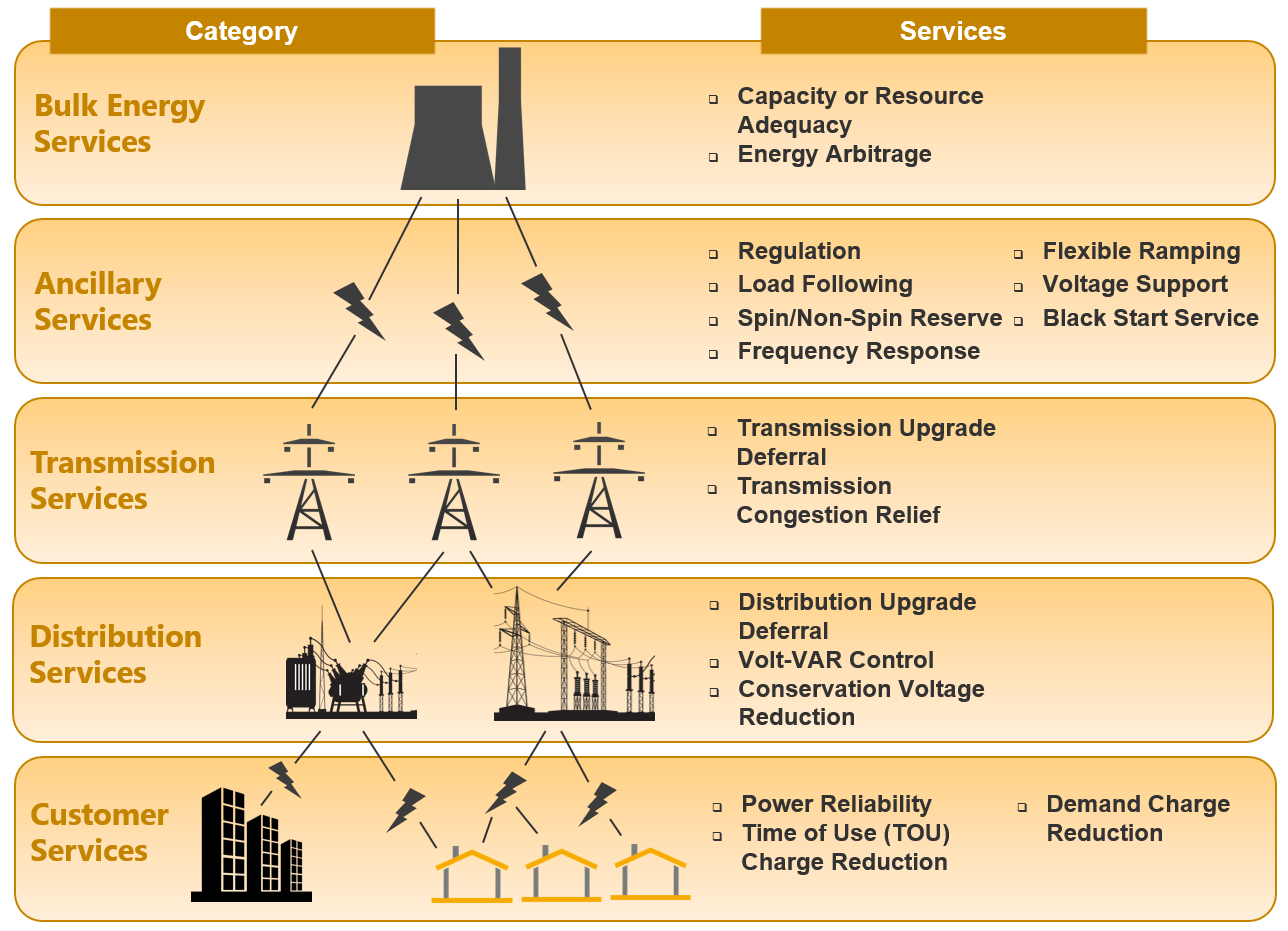 Category
Services
Bulk Energy
Services
Capacity or Resource
Adequacy
Energy Arbitrage
Ancillary
Services
Regulation
Load Following
Spin/Non-Spin Reserve
Frequency Response
Flexible Ramping
Voltage Support
Black Start Service
Transmission
Services
Transmission Upgrade
Deferral
Transmission
Congestion Relief
Distribution
Services
Distribution Upgrade
Deferral
Volt-VAR Control
Conservation Voltage
Reduction
Customer
Services
Power Reliability
Time of Use (TOU)
Charge Reduction
Demand Charge
Reduction